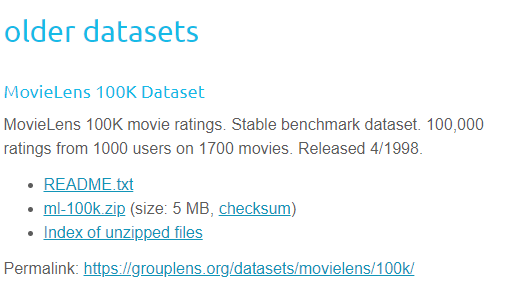 older datasets
MovieLens 100K Dataset
MovieLens 100K movie ratings. Stable benchmark dataset. 100,000
ratings from 1000 users on 1700 movies. Released 4/1998.
• README.txt
• ml-100k.zip (size: 5 MB, checksum)
• Index of unzipped files
Permalink: https://grouplens.org/datasets/movielens/100k/